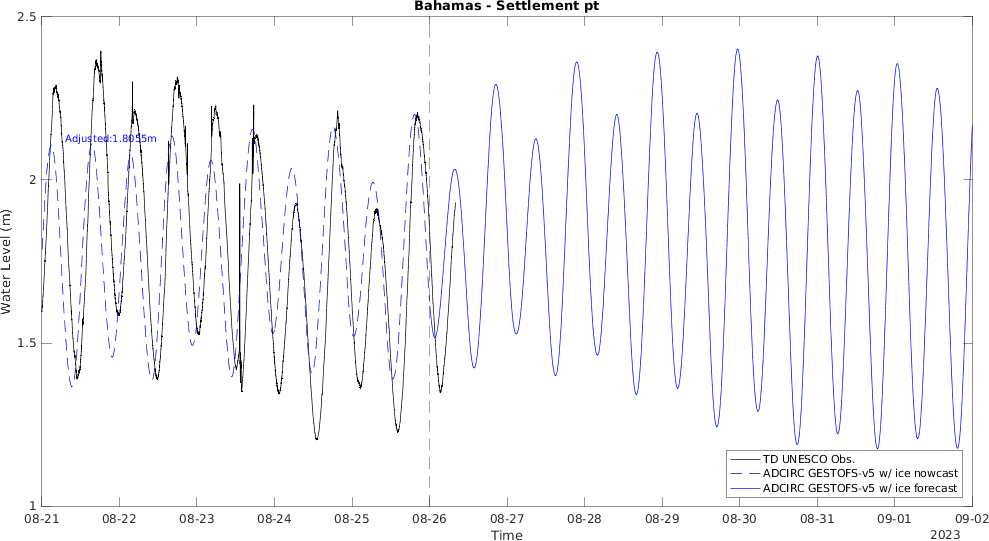 Bahamas - Settlement pt
2.5
2
1.5
1
Water Level (m)
Adjusted:1.8055m
TD UNESCO Obs.
ADCIRC GESTOFS-v5 w/ ice nowcast
ADCIRC GESTOFS-v5 w/ ice forecast
08-21 08-22 08-23 08-24 08-25 08-26 08-27 08-28 08-29 08-30 08-31 09-01 09-02
Time
2023